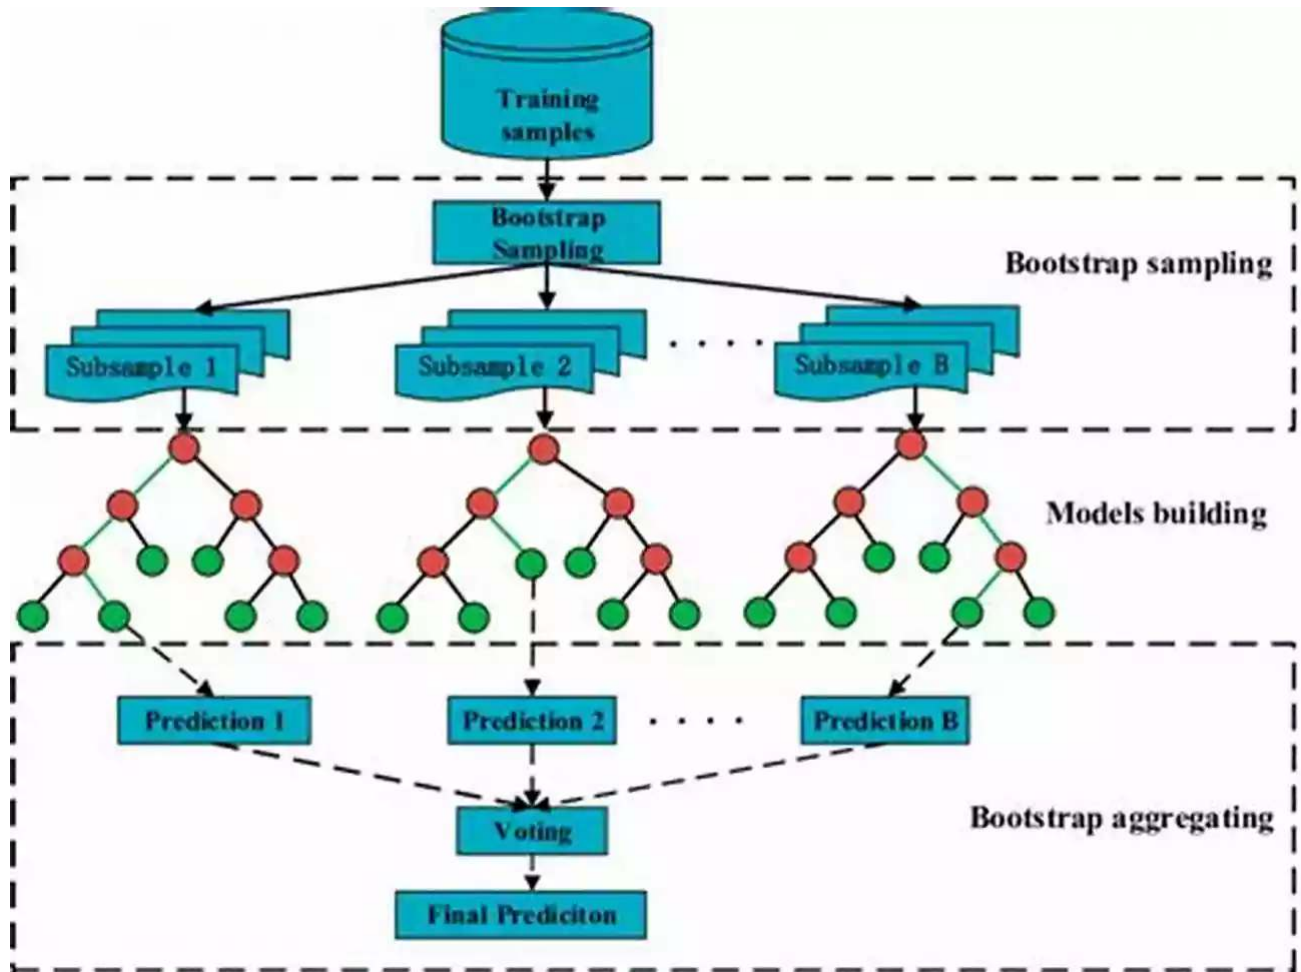 Training
samples
Bootstrap
Sampling
Bootstrap sampling
Subsample 1
Subsample 2
Subsample B
Models building
Prediction 1
Prediction 2
Prediction B
Voting
Bootstrap aggregating
Final Prediciton